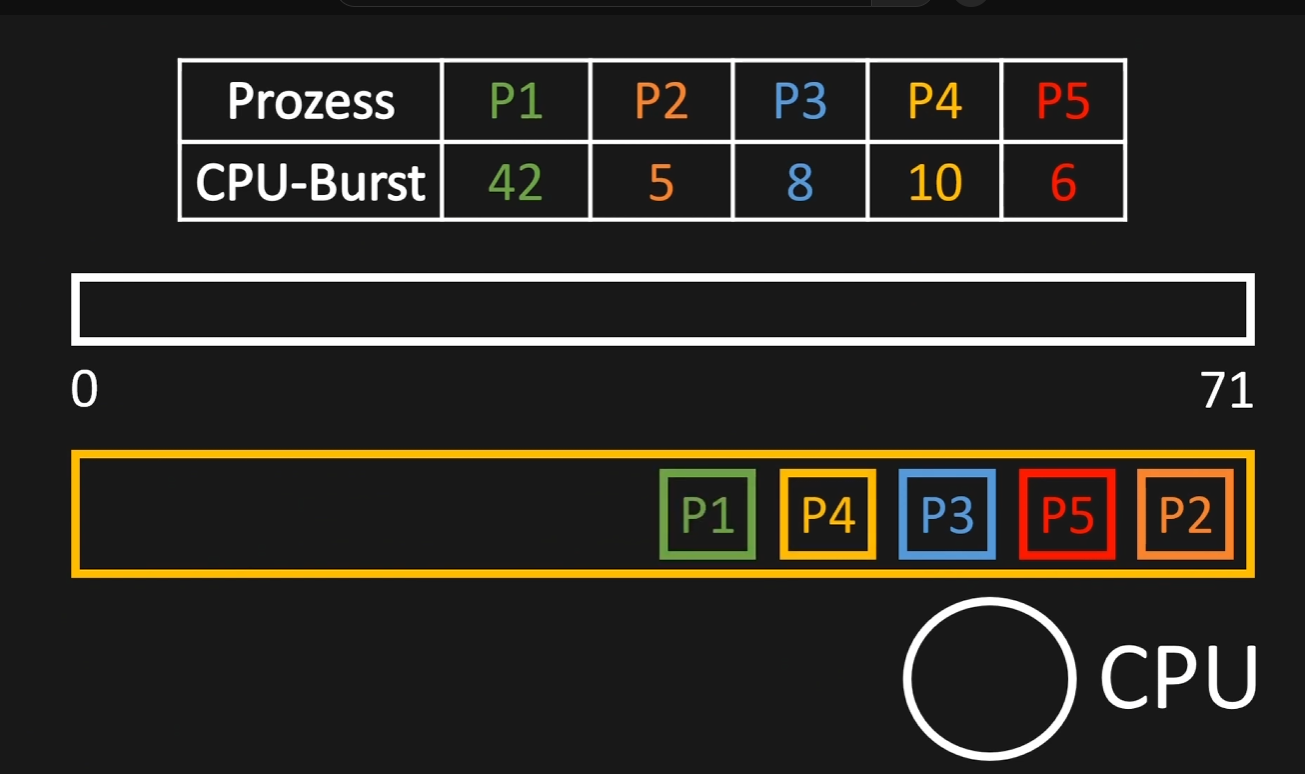 Prozess P1 P2 P3 P4 P5
CPU-Burst 42 5 8 10 6
0 71
P1 P4 P3 P5 P2
CPU